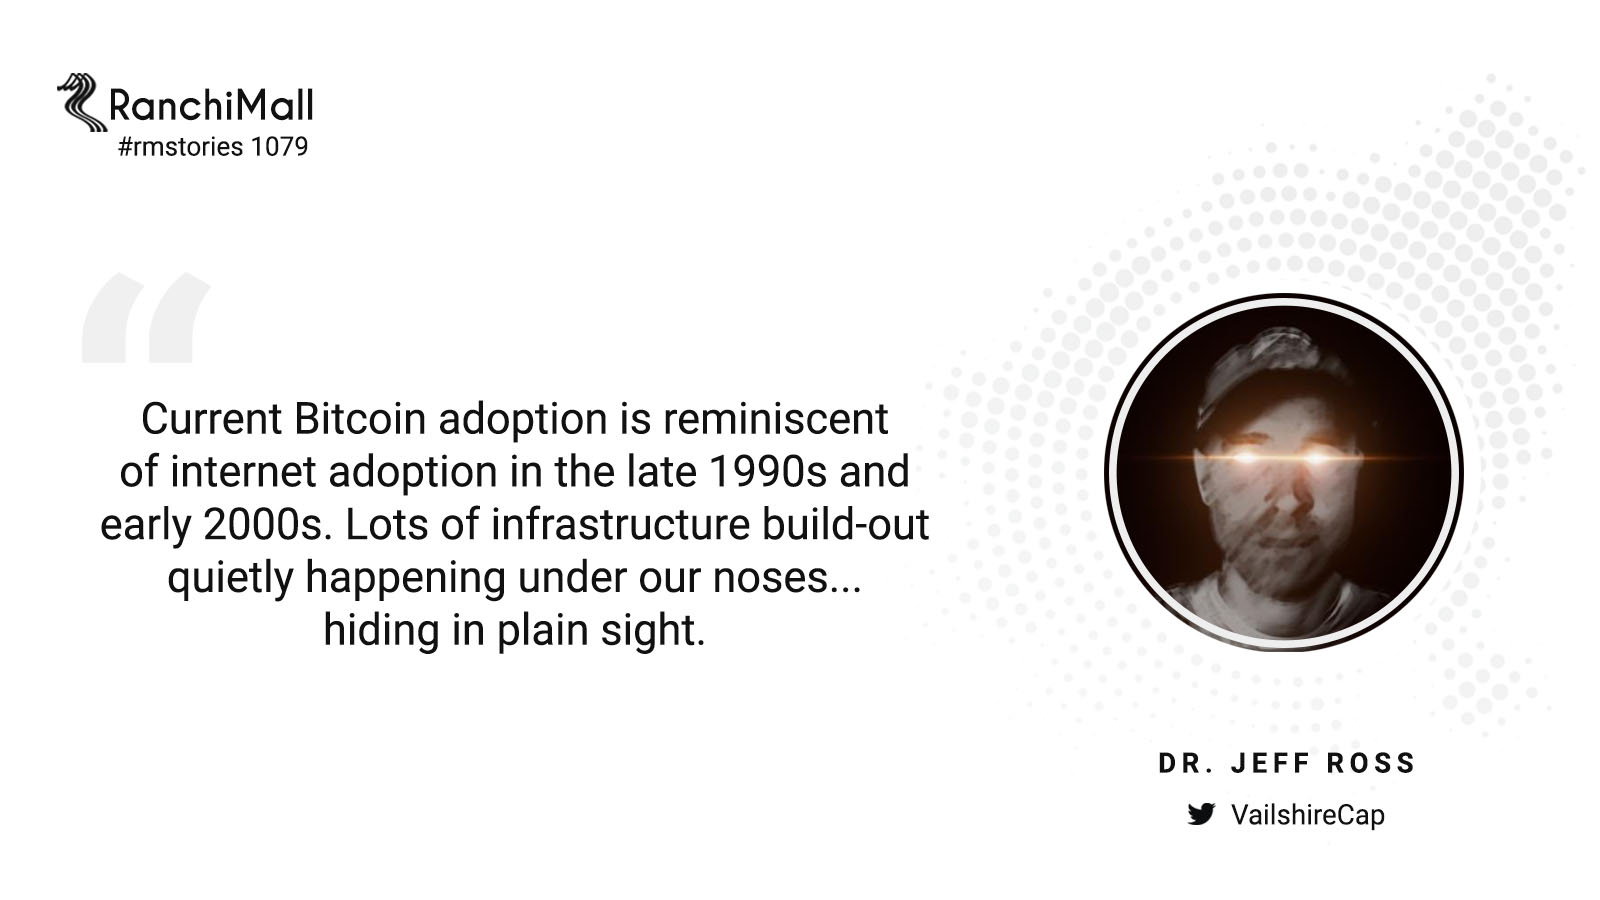 RanchiMall
#rmstories 1079
“
Current Bitcoin adoption is reminiscent
of internet adoption in the late 1990s and
early 2000s. Lots of infrastructure build-out
quietly happening under our noses...
hiding in plain sight.
DR. JEFF ROSS
VailshireCap